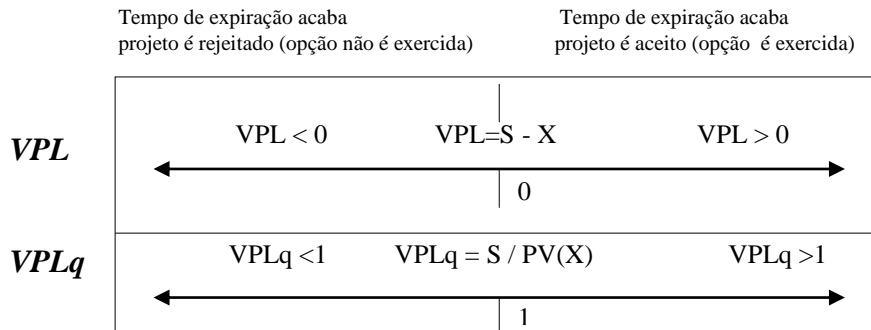 Tempo de expiração acaba
projeto é rejeitado (opção não é exercida)
Tempo de expiração acaba
projeto é aceito (opção é exercida)
VPL
VPL < 0
VPL=S - X
VPL > 0
0
VPLq
VPLq <1
VPLq = S / PV(X)
VPLq >1
1